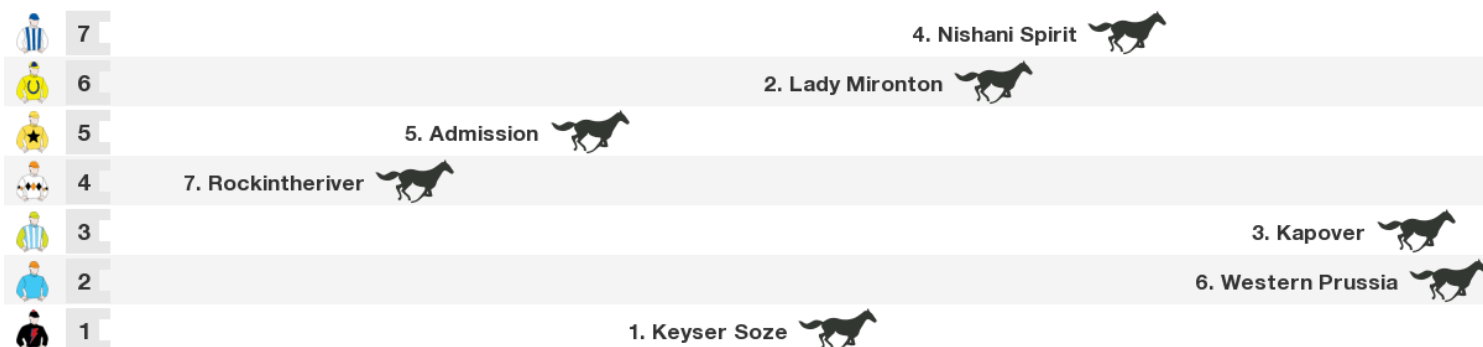 7 4. Nishani Spirit
6 2. Lady Mironton
5 5. Admission
4 7. Rockintheriver
3 3. Kapover
2 6. Western Prussia
1 1. Keyser Soze